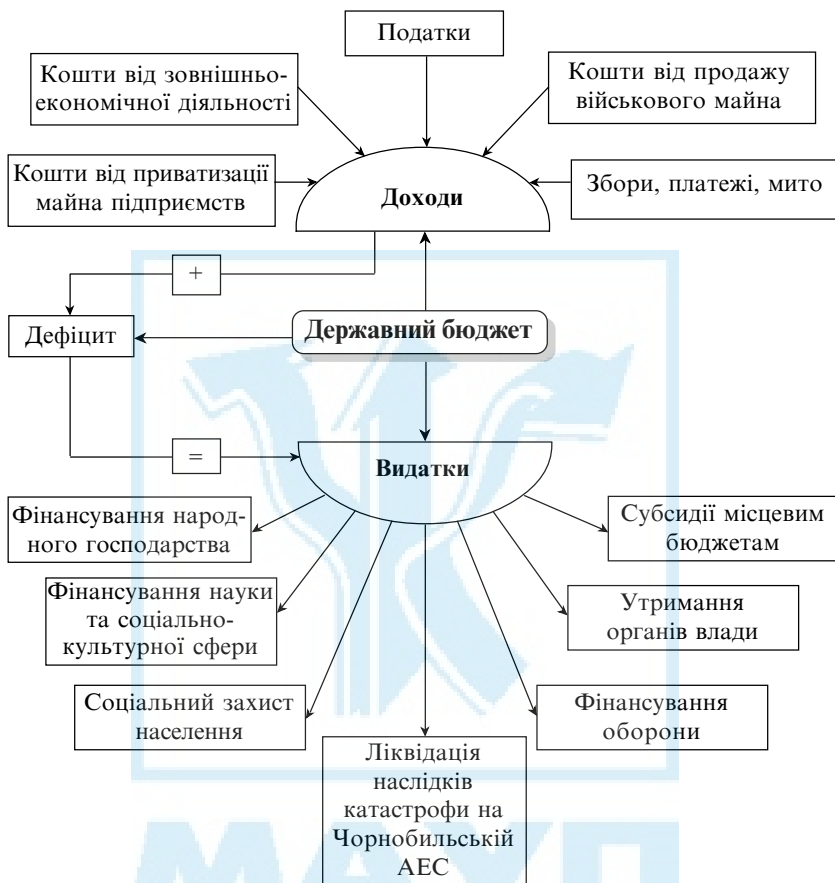 Податки
Кошти від зовнішньо-
економічної діяльності
Кошти від продажу
військового майна
Кошти від приватизації
майна підприємств
Доходи
Збори, платежі, мито
+
Дефіцит
Державний бюджет
=
Видатки
Фінансування народ-
ного господарства
Субсидії місцевим
бюджетам
Фінансування науки
та соціально-
культурної сфери
Утримання
органів влади
Соціальний захист
населення
Фінансування
оборони
Ліквідація
наслідків
катастрофи на
Чорнобильській
АЕС
МАУП